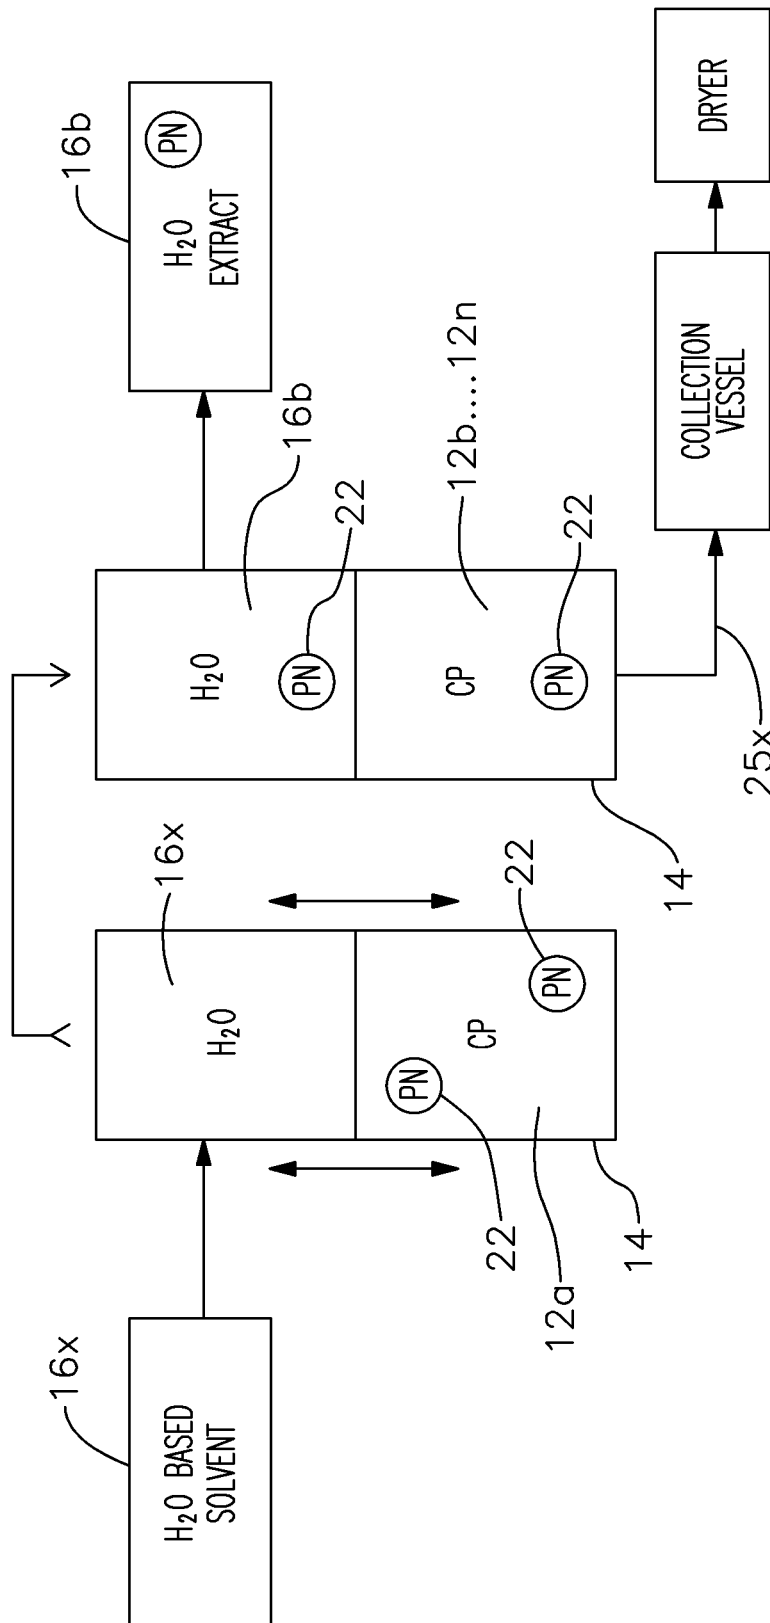 16x
H₂O BASED
SOLVENT
16x
H₂O
CP
PN
PN
22
22
12a
14
16b
H₂O
PN
22
CP
12b....12n
PN
22
14
25x
16b
H₂O
EXTRACT
PN
COLLECTION
VESSEL
DRYER